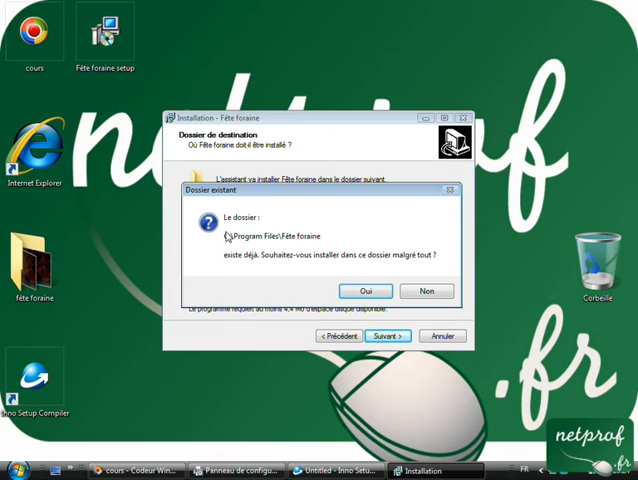 cours
Fête foraine setup
Internet Explorer
fête foraine
Inno Setup Compiler
Corbeille
Installation - Fête foraine
Dossier de destination
Où Fête foraine doit-il être installé ?
L'assistant va installer Fête foraine dans le dossier suivant.
Dossier existant
Le dossier :
:\Program Files\Fête foraine
existe déjà. Souhaitez-vous installer dans ce dossier malgré tout ?
Oui
Non
Le programme requiert au moins 4,4 Mo d'espace disque disponible.
< Précédent
Suivant >
Annuler
.fr
netprof
.fr
cours - Codeur Win...
Panneau de configu...
Untitled - Inno Setu...
Installation
FR